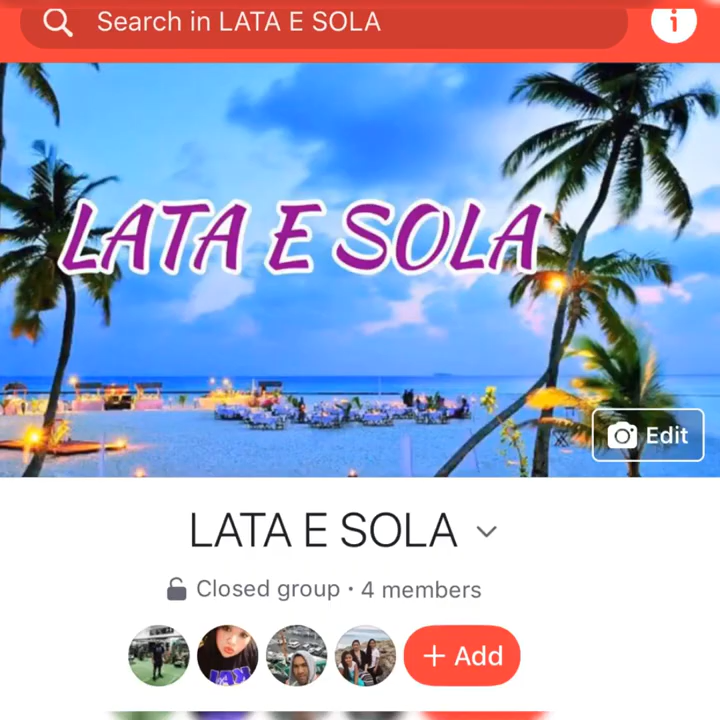 Search in LATA E SOLA
LATA E SOLA
Edit
LATA E SOLA
Closed group · 4 members
+ Add